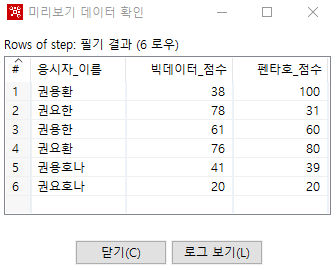 미리보기 데이터 확인
Rows of step: 필기 결과 (6 로우)
# 응시자_이름 빅데이터_점수 펜타호_점수
1 권용환 38 100
2 권요한 78 31
3 권용한 61 60
4 권요환 76 80
5 권용호나 41 39
6 권요호나 20 20
닫기(C) 로그 보기(L)